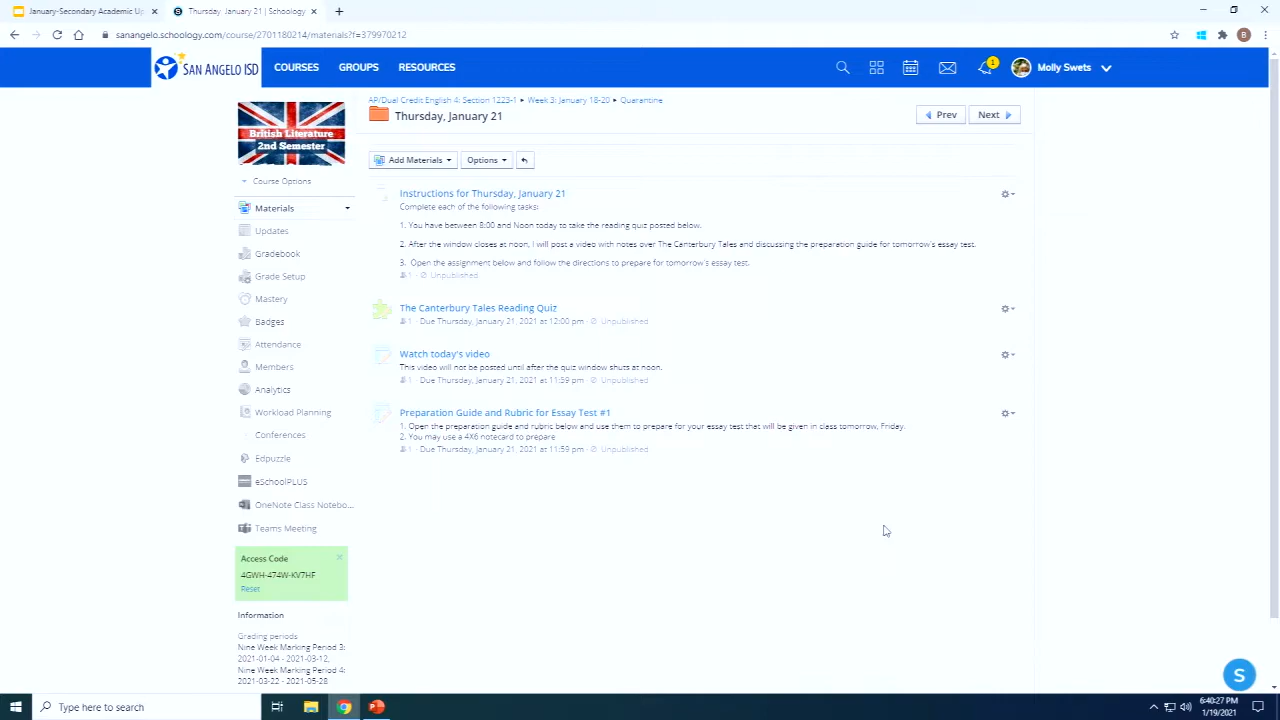 January-Secondary Academic Up
Thursday, January 21 | Schoology
sanangelo.schoology.com/course/2701180214/materials?f=379970212
B
SAN ANGELO ISD
COURSES
GROUPS
RESOURCES
1
Molly Swets
British Literature
2nd Semester
AP/Dual Credit English 4: Section 1223-1 ▸ Week 3: January 18-20 ▸ Quarantine
Thursday, January 21
Prev
Next
Add Materials
Options
Course Options
Materials
Updates
Gradebook
Grade Setup
Mastery
Badges
Attendance
Members
Analytics
Workload Planning
Conferences
Edpuzzle
eSchoolPLUS
OneNote Class Notebo...
Teams Meeting
Access Code
4GWH-474W-KV7HF
Reset
Information
Grading periods
Nine Week Marking Period 3:
2021-01-04 - 2021-03-12,
Nine Week Marking Period 4:
2021-03-22 - 2021-05-28
Instructions for Thursday, January 21
Complete each of the following tasks:
1. You have between 8:00 and Noon today to take the reading quiz posted below.
2. After the window closes at noon, I will post a video with notes over The Canterbury Tales and discussing the preparation guide for tomorrow's essay test.
3. Open the assignment below and follow the directions to prepare for tomorrow's essay test.
1 · Unpublished
The Canterbury Tales Reading Quiz
1 · Due Thursday, January 21, 2021 at 12:00 pm · Unpublished
Watch today's video
This video will not be posted until after the quiz window shuts at noon.
1 · Due Thursday, January 21, 2021 at 11:59 pm · Unpublished
Preparation Guide and Rubric for Essay Test #1
1. Open the preparation guide and rubric below and use them to prepare for your essay test that will be given in class tomorrow, Friday.
2. You may use a 4X6 notecard to prepare
1 · Due Thursday, January 21, 2021 at 11:59 pm · Unpublished
S
Type here to search
6:40:27 PM
1/19/2021